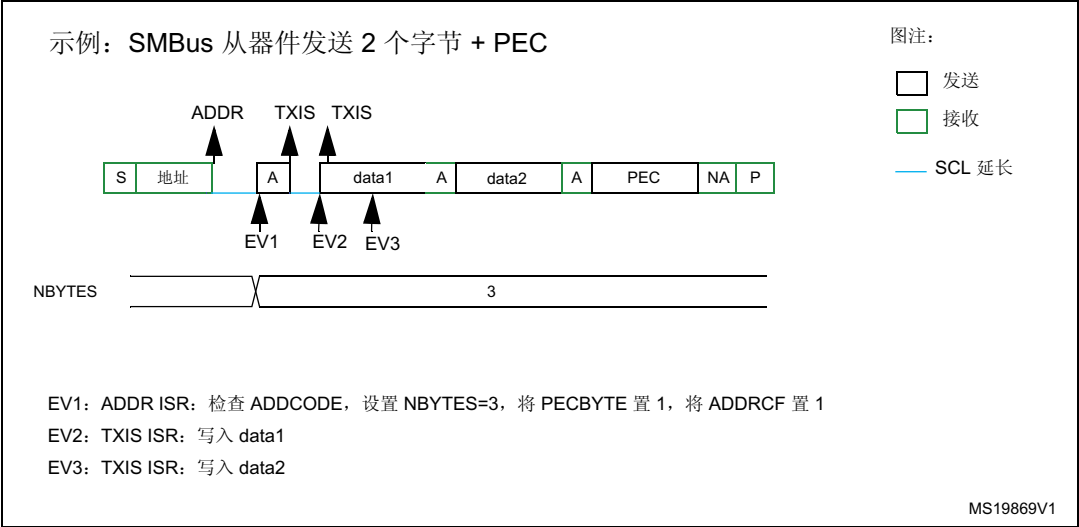 示例：SMBus 从器件发送 2 个字节 + PEC
图注：
发送
接收
SCL 延长
ADDR TXIS TXIS
S 地址 A data1 A data2 A PEC NA P
EV1 EV2 EV3
NBYTES 3
EV1：ADDR ISR：检查 ADDCODE，设置 NBYTES=3，将 PECBYTE 置 1，将 ADDRCF 置 1
EV2：TXIS ISR：写入 data1
EV3：TXIS ISR：写入 data2
MS19869V1